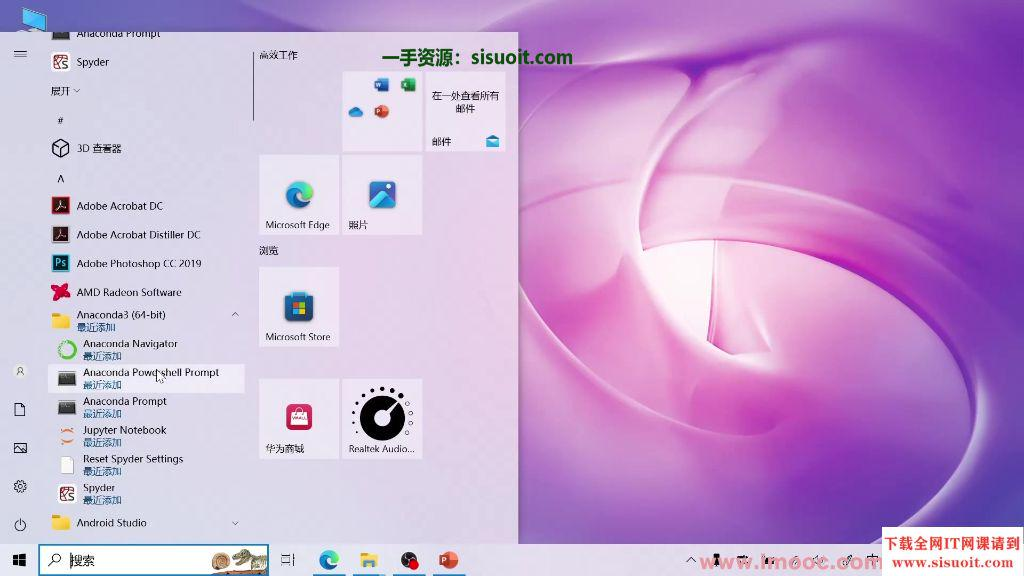 Anaconda Prompt
Spyder
展开
#
3D 查看器
A
Adobe Acrobat DC
Adobe Acrobat Distiller DC
Adobe Photoshop CC 2019
AMD Radeon Software
Anaconda3 (64-bit)
最近添加
Anaconda Navigator
最近添加
Anaconda Powershell Prompt
最近添加
Anaconda Prompt
最近添加
Jupyter Notebook
最近添加
Reset Spyder Settings
最近添加
Spyder
最近添加
Android Studio
搜索
高效工作
一手资源：sisuoit.com
在一处查看所有
邮件
邮件
Microsoft Edge
照片
浏览
Microsoft Store
华为商城
Realtek Audio...
www.imooc.com
中
下载全网IT网课请到
www.sisuoit.com